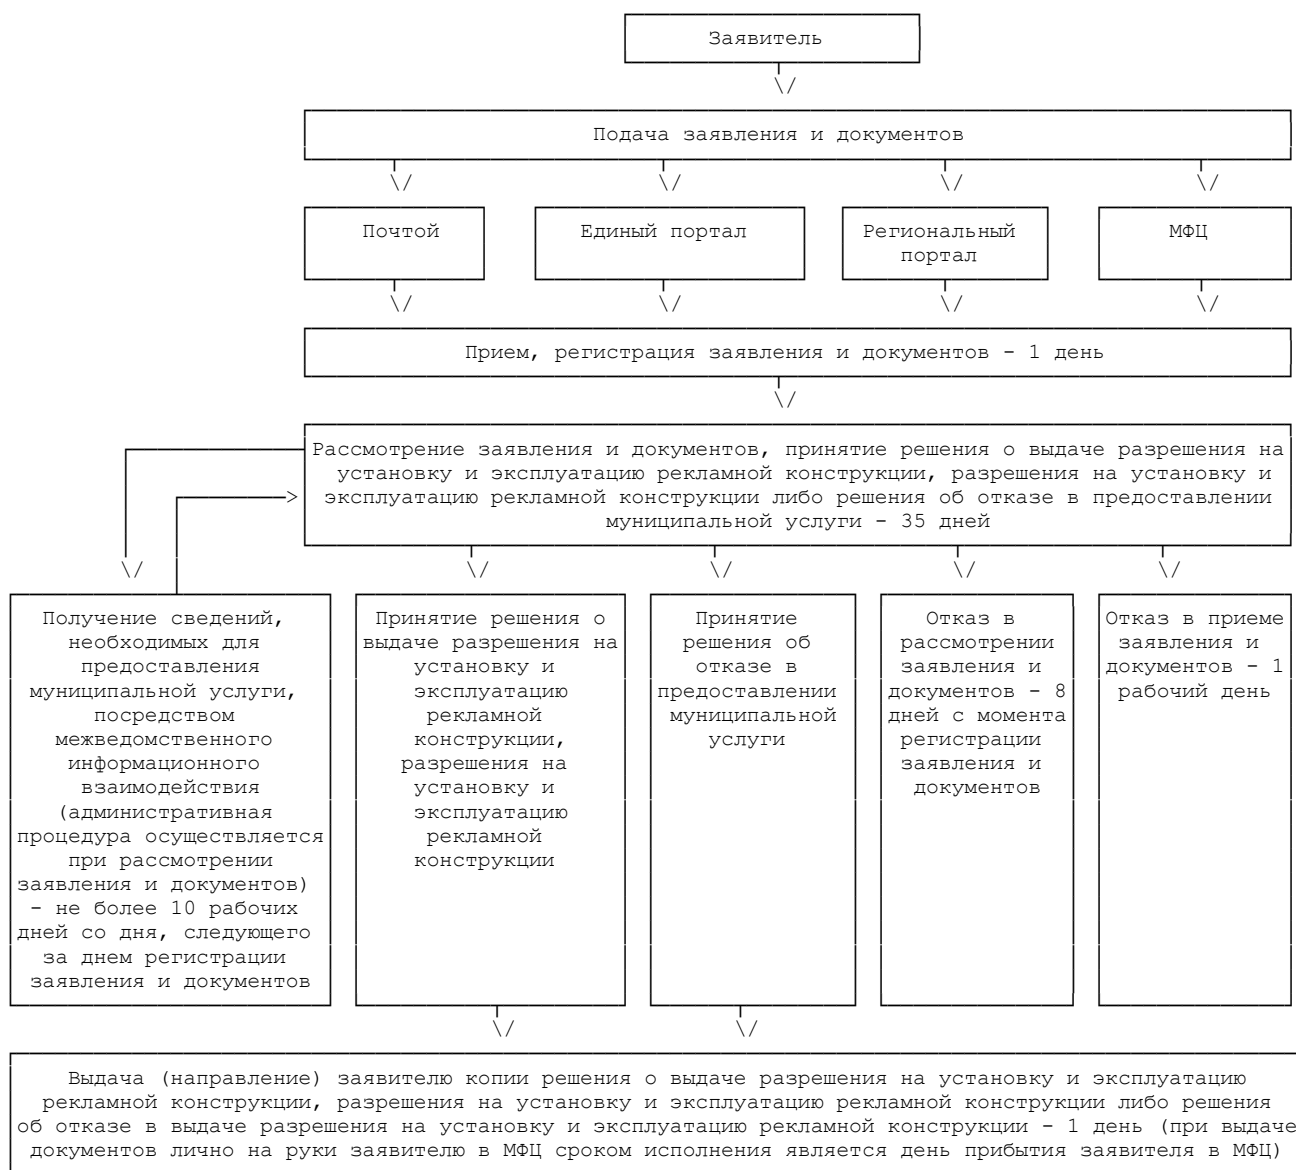 Заявитель
Подача заявления и документов
Почтой
Единый портал
Региональный
портал
МФЦ
Прием, регистрация заявления и документов - 1 день
Рассмотрение заявления и документов, принятие решения о выдаче разрешения на
установку и эксплуатацию рекламной конструкции, разрешения на установку и
эксплуатацию рекламной конструкции либо решения об отказе в предоставлении
муниципальной услуги - 35 дней
Получение сведений,
необходимых для
предоставления
муниципальной услуги,
посредством
межведомственного
информационного
взаимодействия
(административная
процедура осуществляется
при рассмотрении
заявления и документов)
- не более 10 рабочих
дней со дня, следующего
за днем регистрации
заявления и документов
Принятие решения о
выдаче разрешения на
установку и
эксплуатацию
рекламной
конструкции,
разрешения на
установку и
эксплуатацию
рекламной
конструкции
Принятие
решения об
отказе в
предоставлении
муниципальной
услуги
Отказ в
рассмотрении
заявления и
документов - 8
дней с момента
регистрации
заявления и
документов
Отказ в приеме
заявления и
документов - 1
рабочий день
Выдача (направление) заявителю копии решения о выдаче разрешения на установку и эксплуатацию
рекламной конструкции, разрешения на установку и эксплуатацию рекламной конструкции либо решения
об отказе в выдаче разрешения на установку и эксплуатацию рекламной конструкции - 1 день (при выдаче
документов лично на руки заявителю в МФЦ сроком исполнения является день прибытия заявителя в МФЦ)